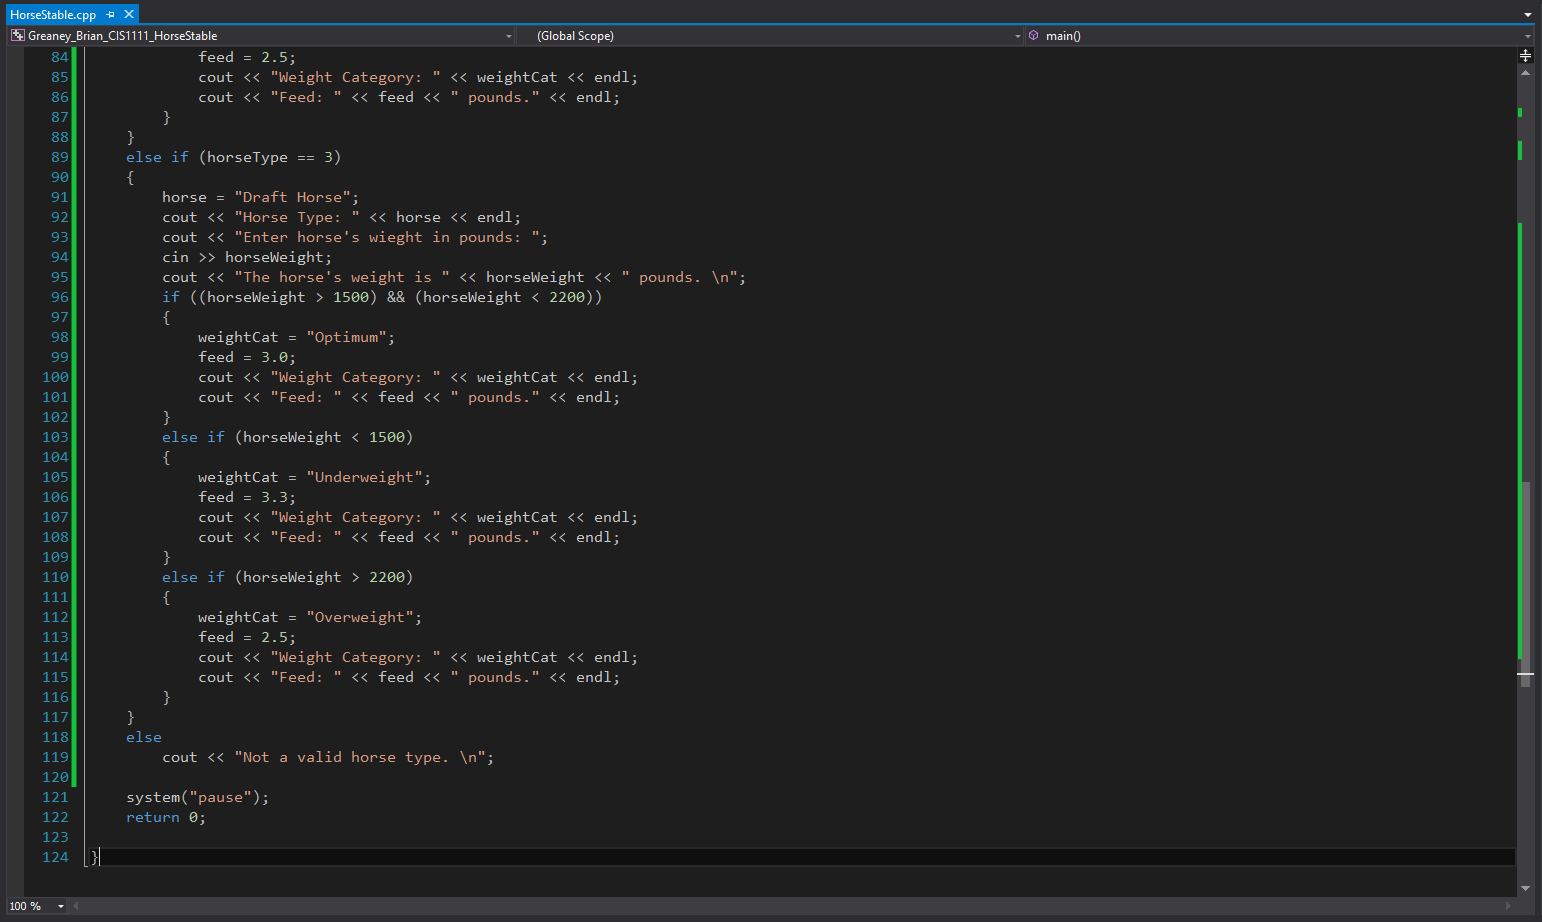 HorseStable.cpp
Greaney_Brian_CIS1111_HorseStable (Global Scope) main()
84 feed = 2.5;
85 cout << "Weight Category: " << weightCat << endl;
86 cout << "Feed: " << feed << " pounds." << endl;
87 }
88 }
89 else if (horseType == 3)
90 {
91 horse = "Draft Horse";
92 cout << "Horse Type: " << horse << endl;
93 cout << "Enter horse's wieght in pounds: ";
94 cin >> horseWeight;
95 cout << "The horse's weight is " << horseWeight << " pounds. \n";
96 if ((horseWeight > 1500) && (horseWeight < 2200))
97 {
98 weightCat = "Optimum";
99 feed = 3.0;
100 cout << "Weight Category: " << weightCat << endl;
101 cout << "Feed: " << feed << " pounds." << endl;
102 }
103 else if (horseWeight < 1500)
104 {
105 weightCat = "Underweight";
106 feed = 3.3;
107 cout << "Weight Category: " << weightCat << endl;
108 cout << "Feed: " << feed << " pounds." << endl;
109 }
110 else if (horseWeight > 2200)
111 {
112 weightCat = "Overweight";
113 feed = 2.5;
114 cout << "Weight Category: " << weightCat << endl;
115 cout << "Feed: " << feed << " pounds." << endl;
116 }
117 }
118 else
119 cout << "Not a valid horse type. \n";
120
121 system("pause");
122 return 0;
123
124 }
100 %